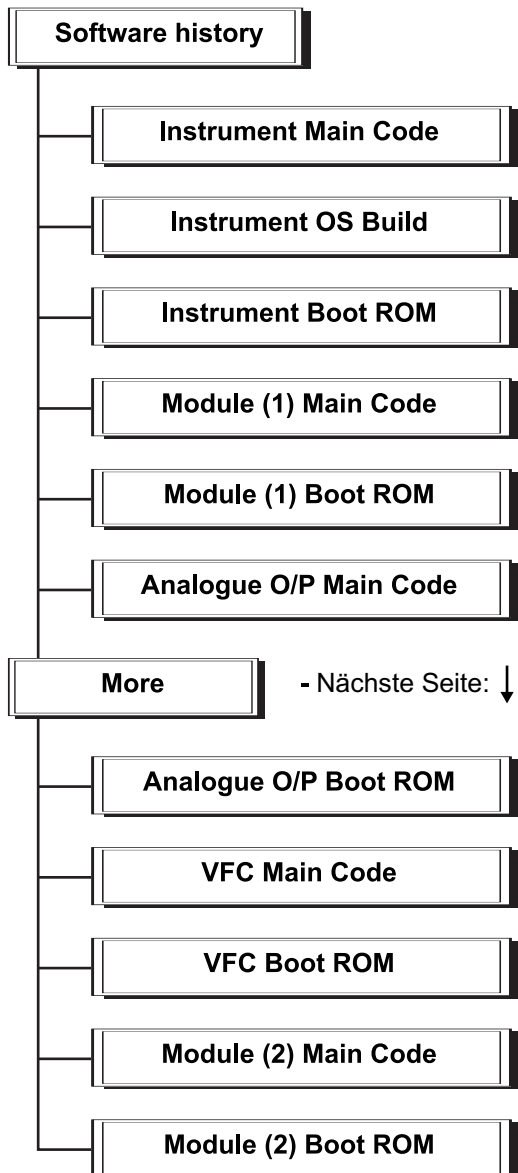 Software history
Instrument Main Code
Instrument OS Build
Instrument Boot ROM
Module (1) Main Code
Module (1) Boot ROM
Analogue O/P Main Code
More - Nächste Seite: ↓
Analogue O/P Boot ROM
VFC Main Code
VFC Boot ROM
Module (2) Main Code
Module (2) Boot ROM